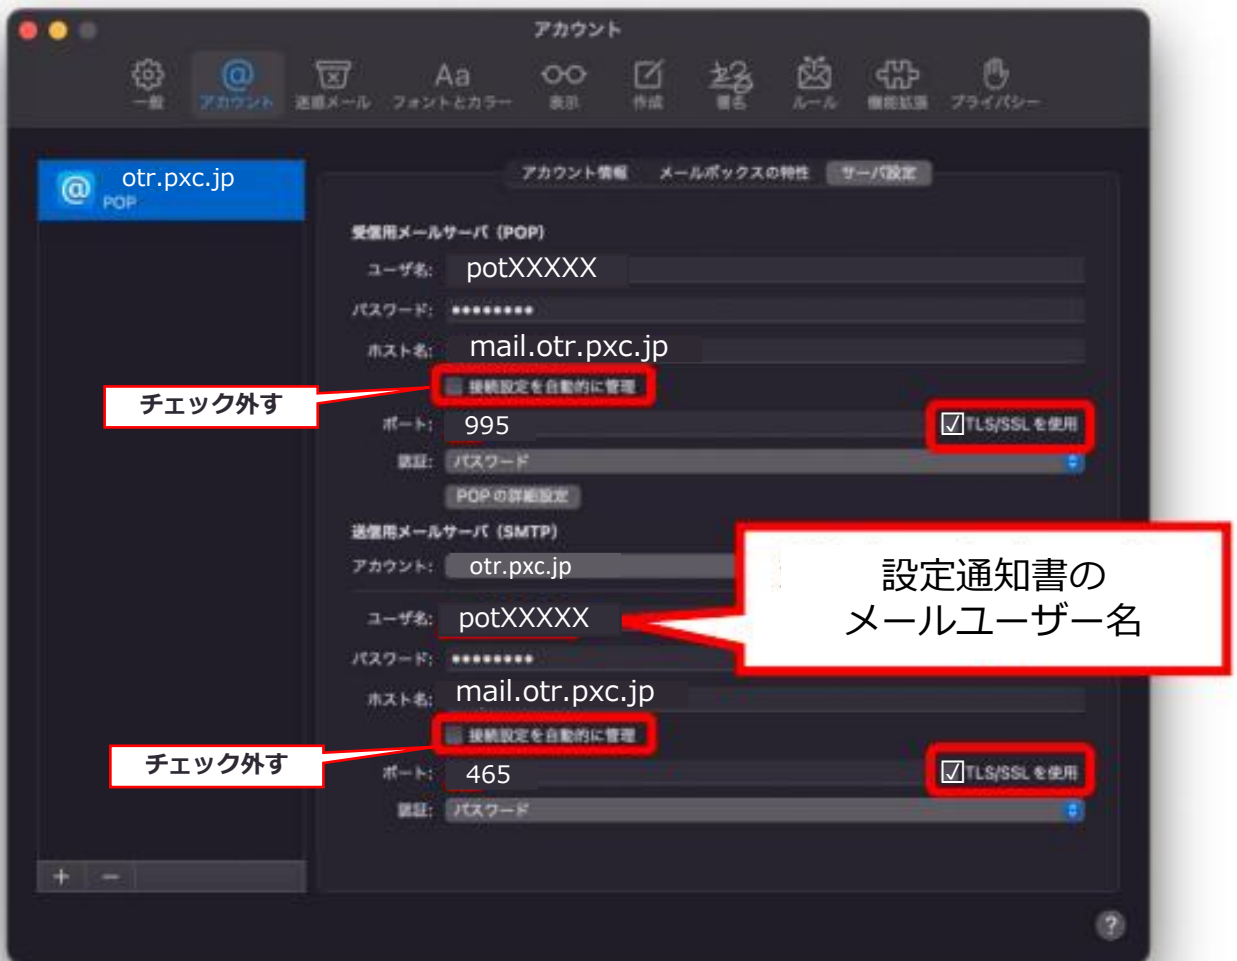 アカウント
Aa
一般 アカウント 迷惑メール フォントとカラー 表示 作成 署名 ルール 機能拡張 プライバシー
@ otr.pxc.jp
POP
アカウント情報 メールボックスの特性 サーバ設定
受信用メールサーバ (POP)
ユーザ名: potXXXXX
パスワード: ••••••••
ホスト名: mail.otr.pxc.jp
接続設定を自動的に管理
チェック外す
ポート: 995 TLS/SSL を使用
認証: パスワード
POP の詳細設定
送信用メールサーバ (SMTP)
アカウント: otr.pxc.jp
設定通知書の
メールユーザー名
ユーザ名: potXXXXX
パスワード: ••••••••
ホスト名: mail.otr.pxc.jp
接続設定を自動的に管理
チェック外す
ポート: 465 TLS/SSL を使用
認証: パスワード
+ −
?